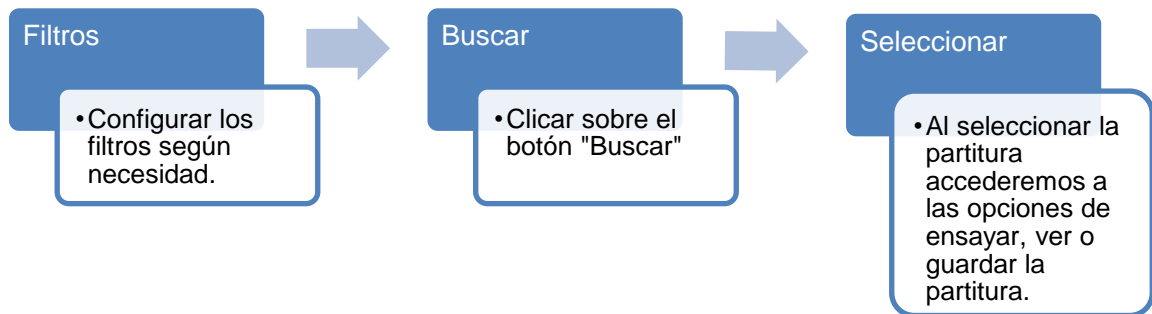 Filtros
•Configurar los
filtros según
necesidad.
Buscar
•Clicar sobre el
botón "Buscar"
Seleccionar
•Al seleccionar la
partitura
accederemos a
las opciones de
ensayar, ver o
guardar la
partitura.